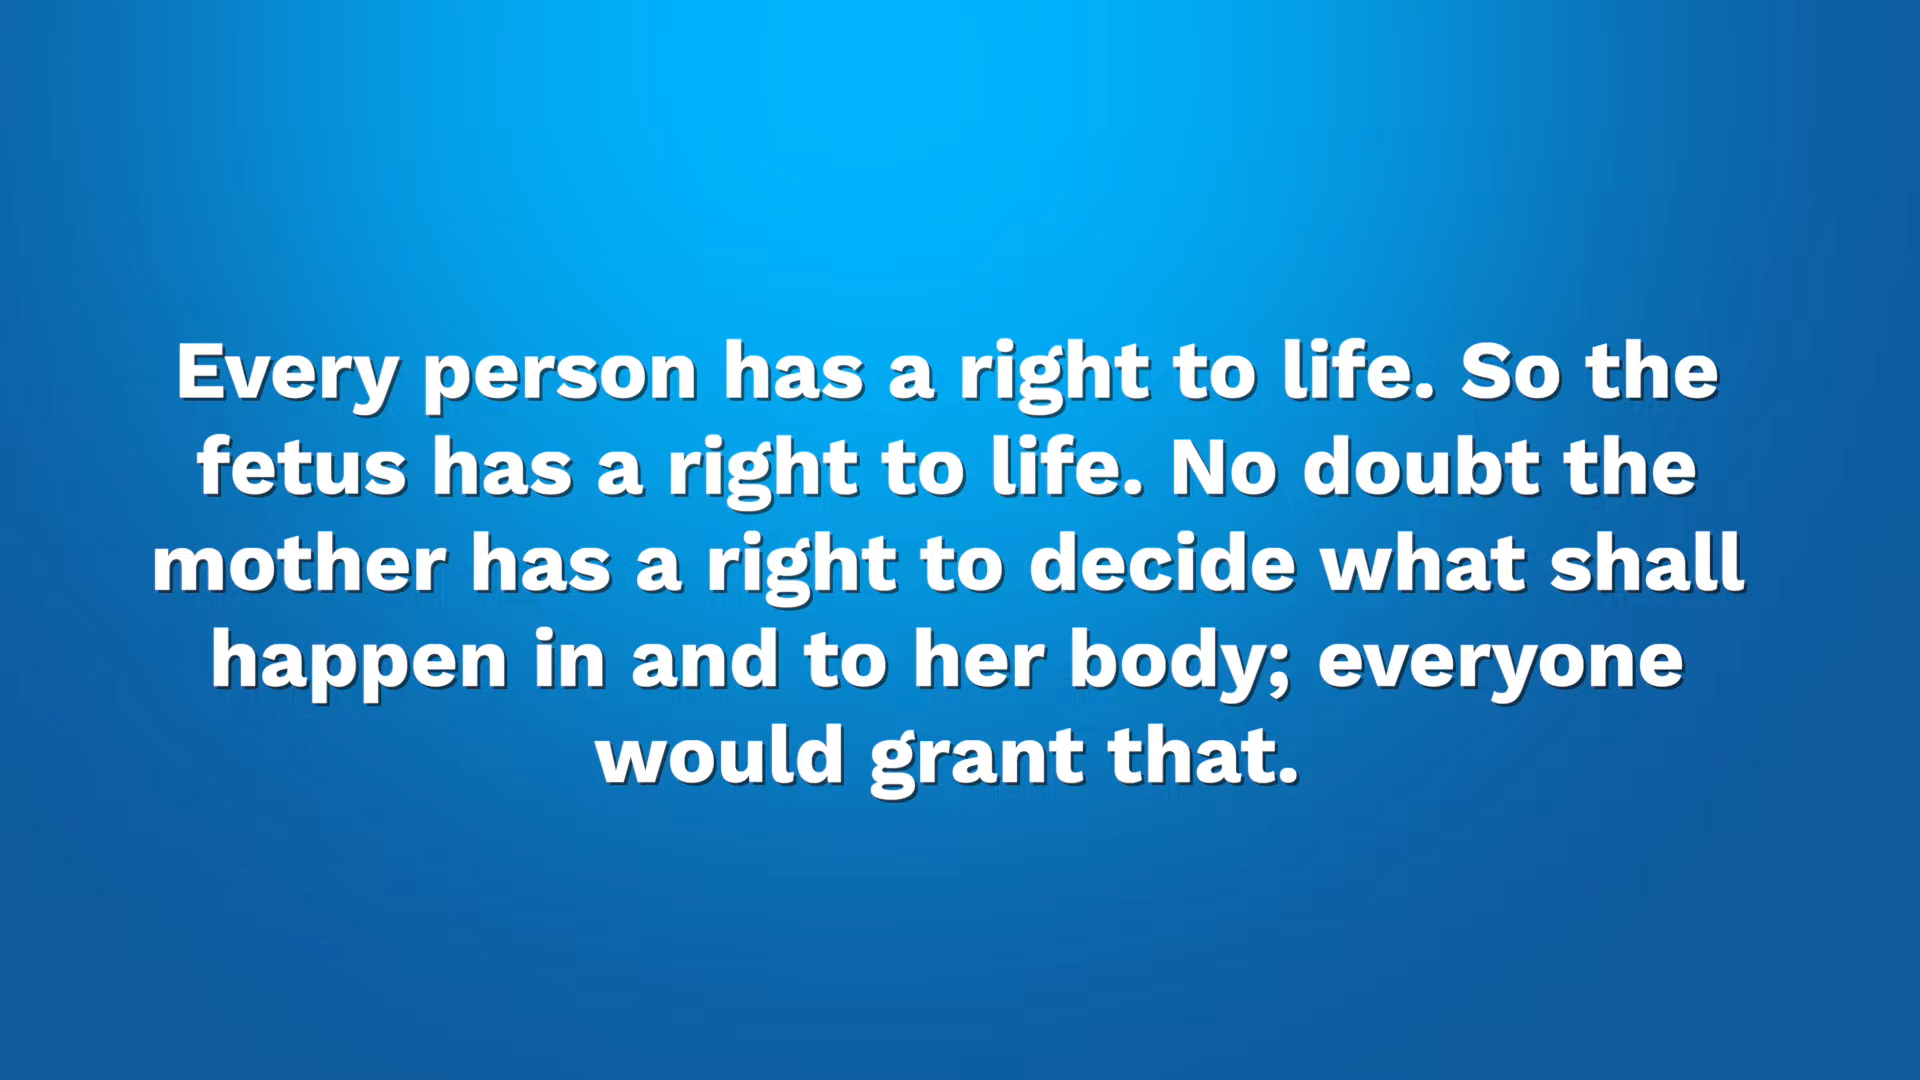 Every person has a right to life. So the
fetus has a right to life. No doubt the
mother has a right to decide what shall
happen in and to her body; everyone
would grant that.